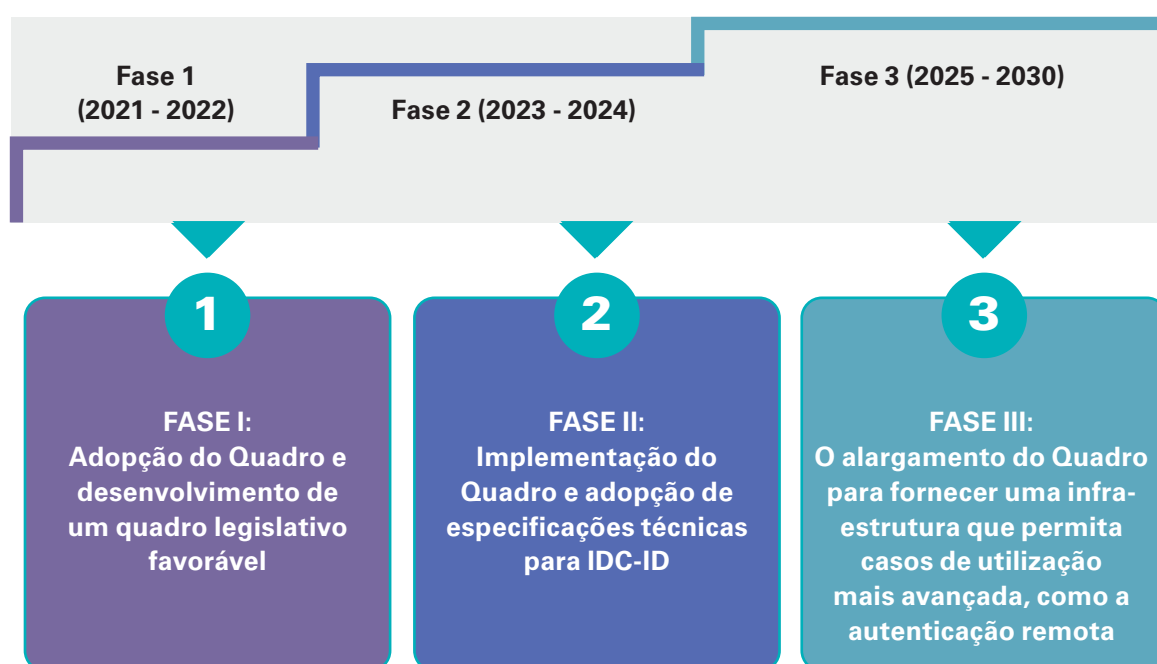 Fase 1
(2021 - 2022)
Fase 2 (2023 - 2024)
Fase 3 (2025 - 2030)
1
FASE I:
Adopção do Quadro e
desenvolvimento de
um quadro legislativo
favorável
2
FASE II:
Implementação do
Quadro e adopção de
especificações técnicas
para IDC-ID
3
FASE III:
O alargamento do Quadro
para fornecer uma infra-
estrutura que permita
casos de utilização
mais avançada, como a
autenticação remota